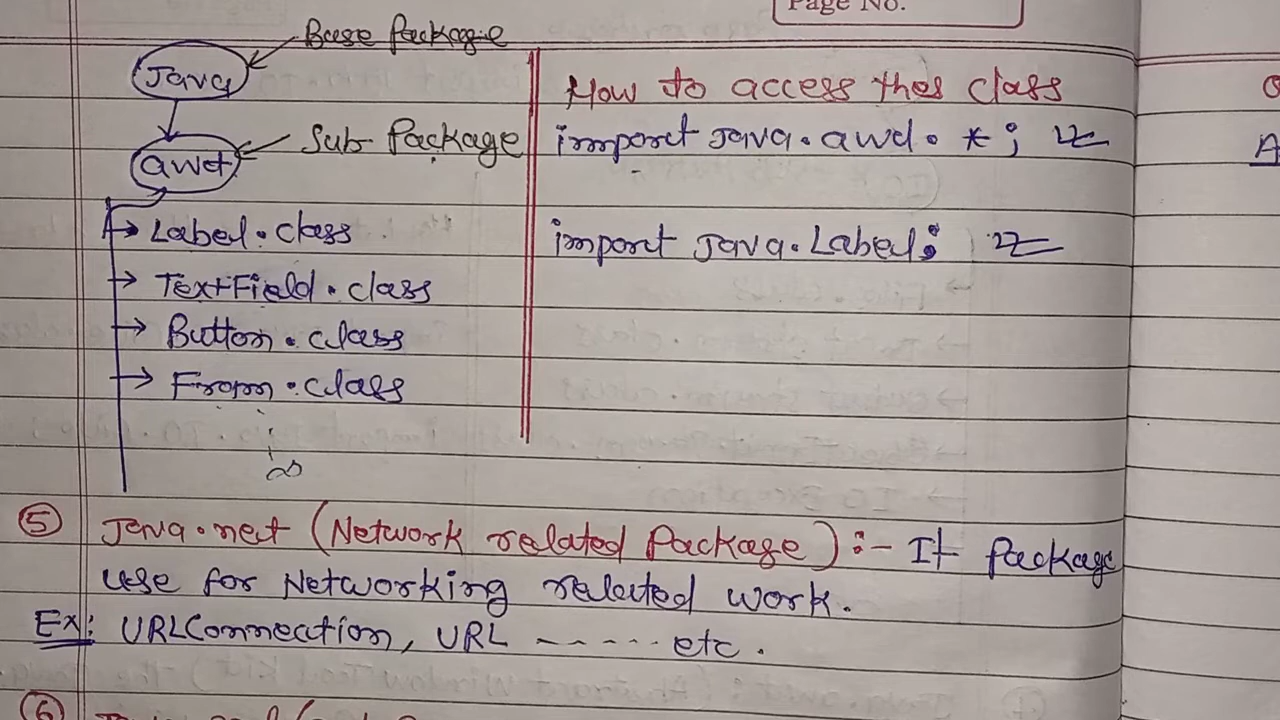 Page No.
Base Package
Java
Sub Package
awt
Label.class
TextField.class
Button.class
From.class
How to access thes class
import Java.awd.*;
import Java.Label;
⑤ Java.net (Network related Package) :- It Package
use for Networking related work.
Ex: URLConnection, URL ------ etc.
⑥